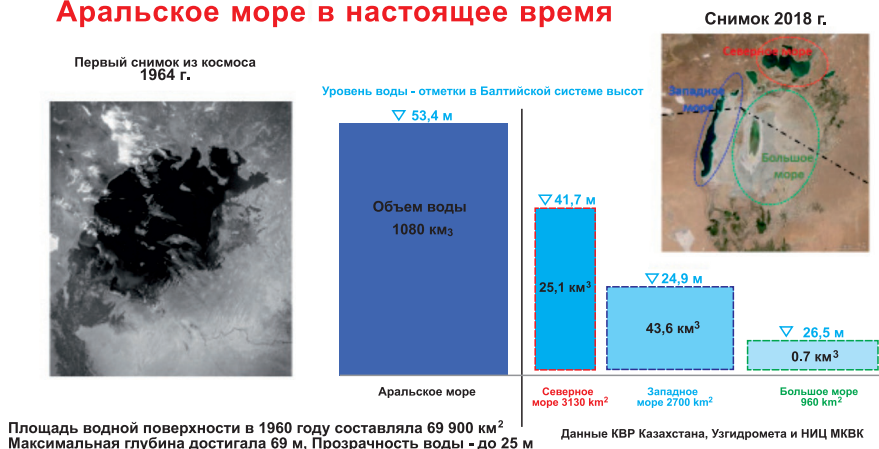 Аральское море в настоящее время
Снимок 2018 г.
Первый снимок из космоса
1964 г.
Уровень воды - отметки в Балтийской системе высот
Северное море
Западное
море
Большое
море
53,4 м
Объем воды
1080 км3
41,7 м
25,1 км³
24,9 м
43,6 км³
26,5 м
0.7 км³
Аральское море
Северное
море 3130 km²
Западное
море 2700 km²
Большое море
960 km²
Площадь водной поверхности в 1960 году составляла 69 900 км²
Максимальная глубина достигала 69 м, Прозрачность воды - до 25 м
Данные КВР Казахстана, Узгидромета и НИЦ МКВК